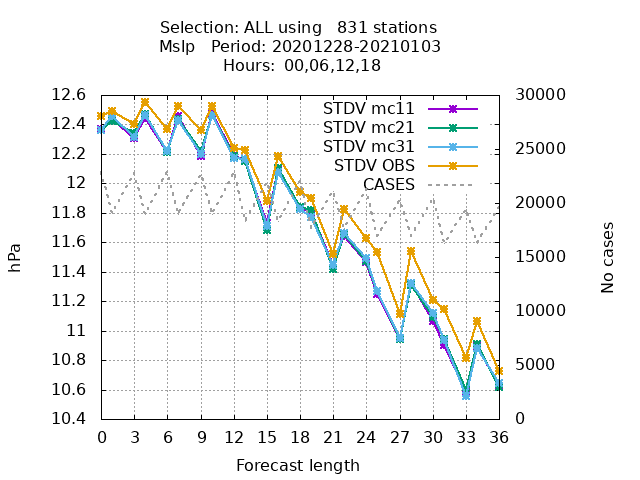 Selection: ALL using   831 stations
Mslp   Period: 20201228-20210103
Hours:  00,06,12,18
12.6
12.4
12.2
12
11.8
11.6
11.4
11.2
11
10.8
10.6
10.4
hPa
STDV mc11
STDV mc21
STDV mc31
STDV OBS
CASES
30000
25000
20000
15000
10000
5000
0
No cases
0 3 6 9 12 15 18 21 24 27 30 33 36
Forecast length